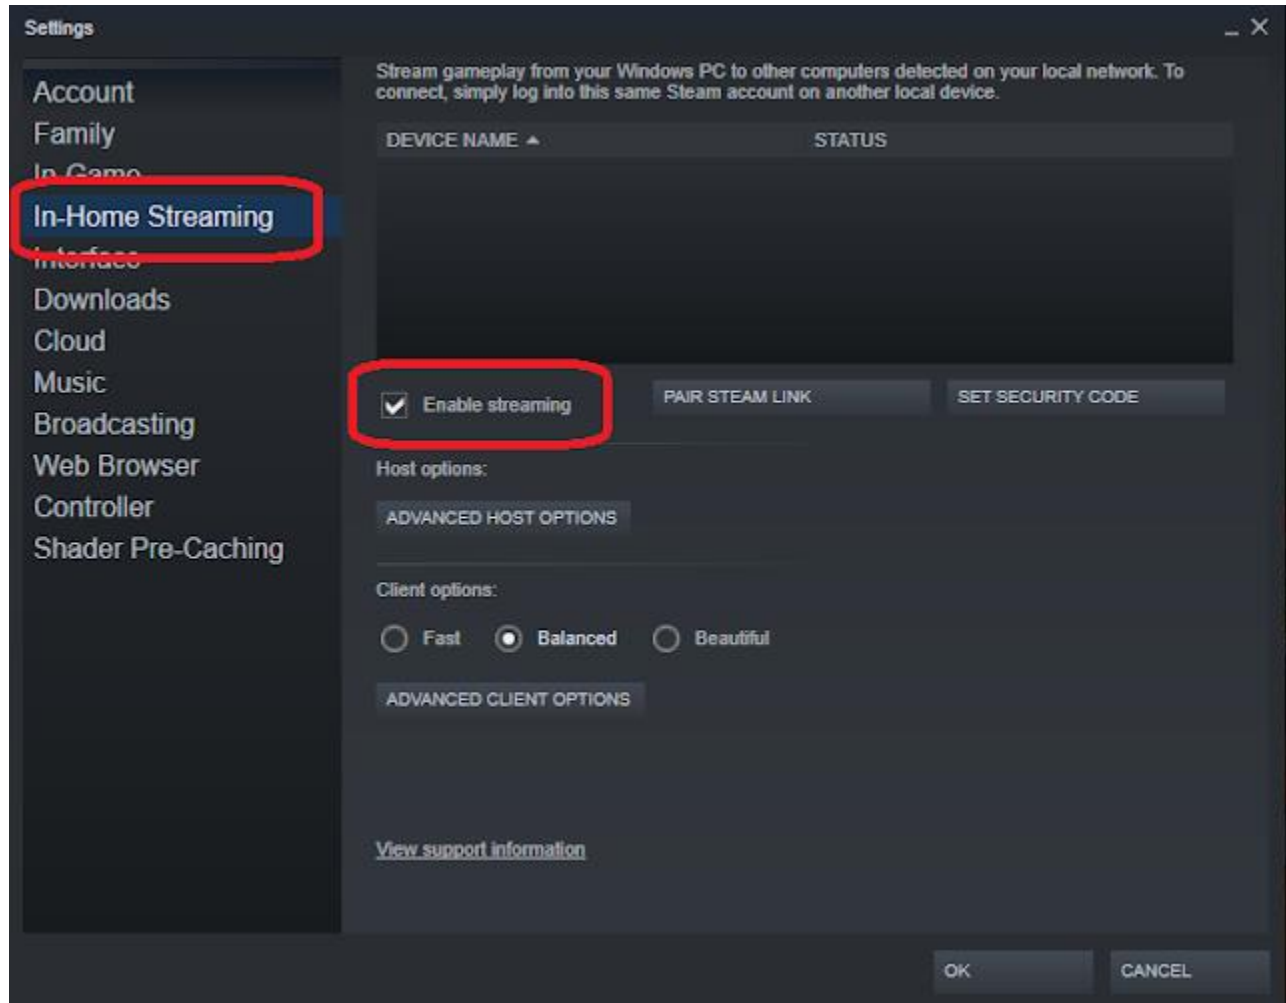 Settings
Account
Family
In-Game
In-Home Streaming
Interface
Downloads
Cloud
Music
Broadcasting
Web Browser
Controller
Shader Pre-Caching
Stream gameplay from your Windows PC to other computers detected on your local network. To
connect, simply log into this same Steam account on another local device.
DEVICE NAME STATUS
Enable streaming PAIR STEAM LINK SET SECURITY CODE
Host options:
ADVANCED HOST OPTIONS
Client options:
Fast Balanced Beautiful
ADVANCED CLIENT OPTIONS
View support information
OK CANCEL